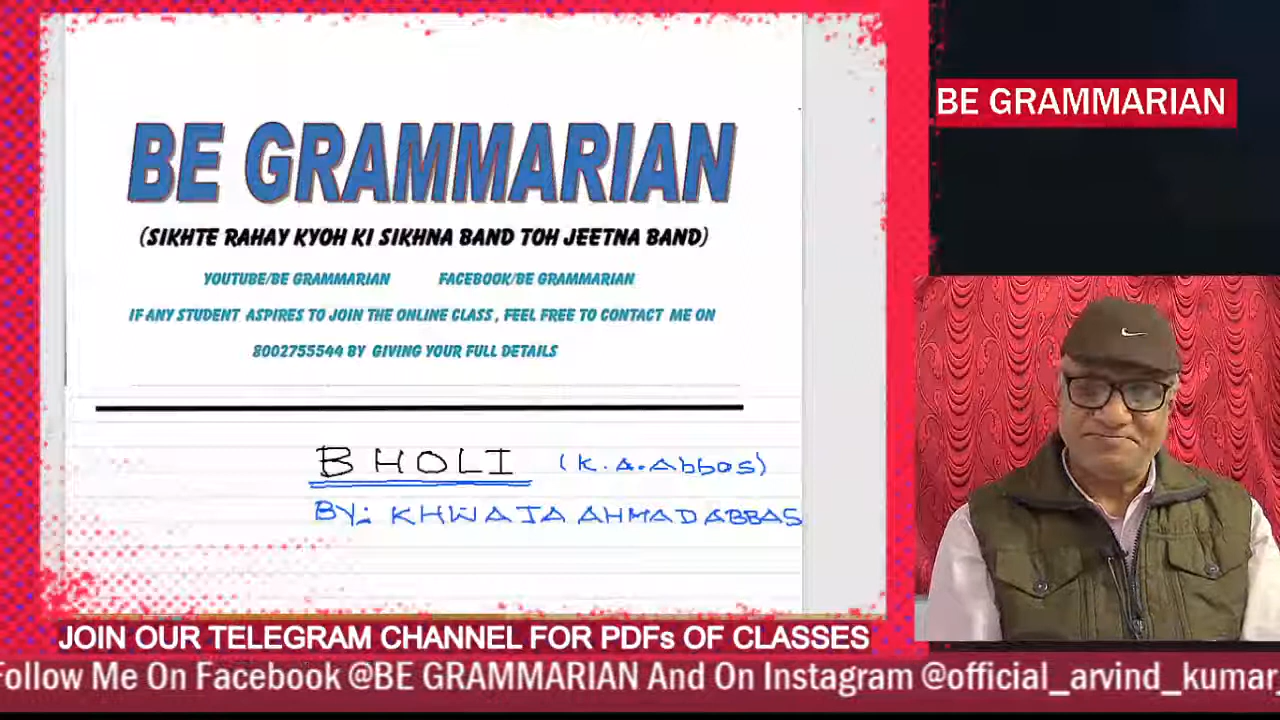 BE GRAMMARIAN
(SIKHTE RAHAY KYOH KI SIKHNA BAND TOH JEETNA BAND)
YOUTUBE/BE GRAMMARIAN FACEBOOK/BE GRAMMARIAN
IF ANY STUDENT ASPIRES TO JOIN THE ONLINE CLASS , FEEL FREE TO CONTACT ME ON
8002755544 BY GIVING YOUR FULL DETAILS
BHOLI (K. A. Abbas)
BY: KHWAJA AHMAD ABBAS
BE GRAMMARIAN
JOIN OUR TELEGRAM CHANNEL FOR PDFs OF CLASSES
Follow Me On Facebook @BE GRAMMARIAN And On Instagram @official_arvind_kumar_